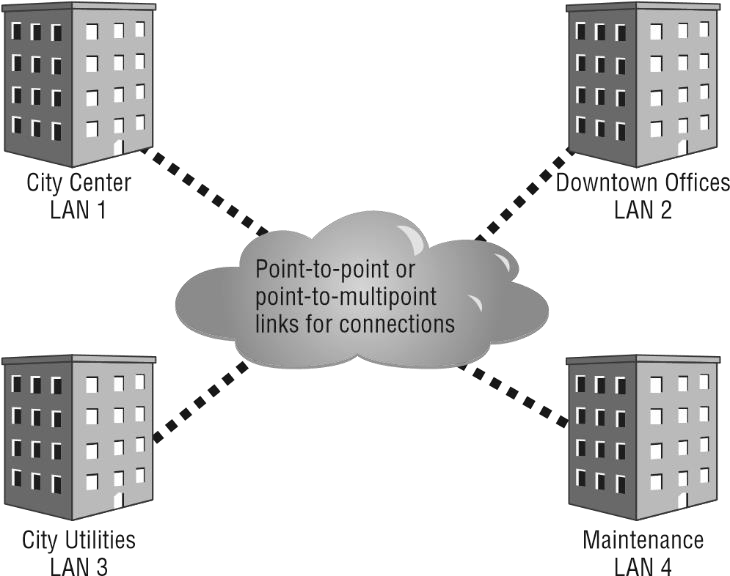 City Center
LAN 1
Downtown Offices
LAN 2
Point-to-point or
point-to-multipoint
links for connections
City Utilities
LAN 3
Maintenance
LAN 4